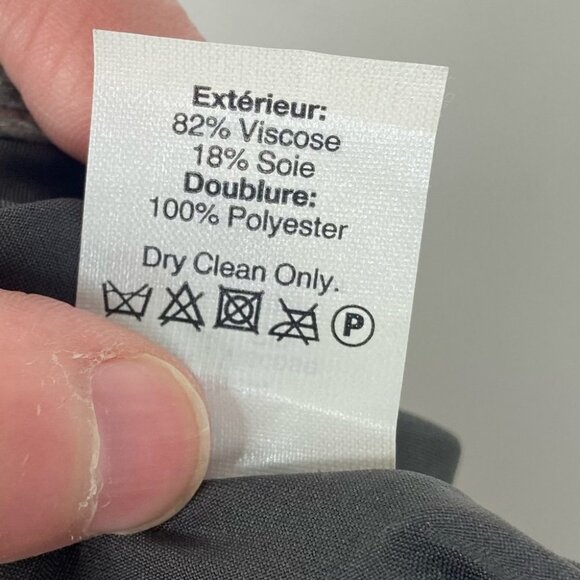 Extérieur:
82% Viscose
18% Soie
Doublure:
100% Polyester
Dry Clean Only.
P